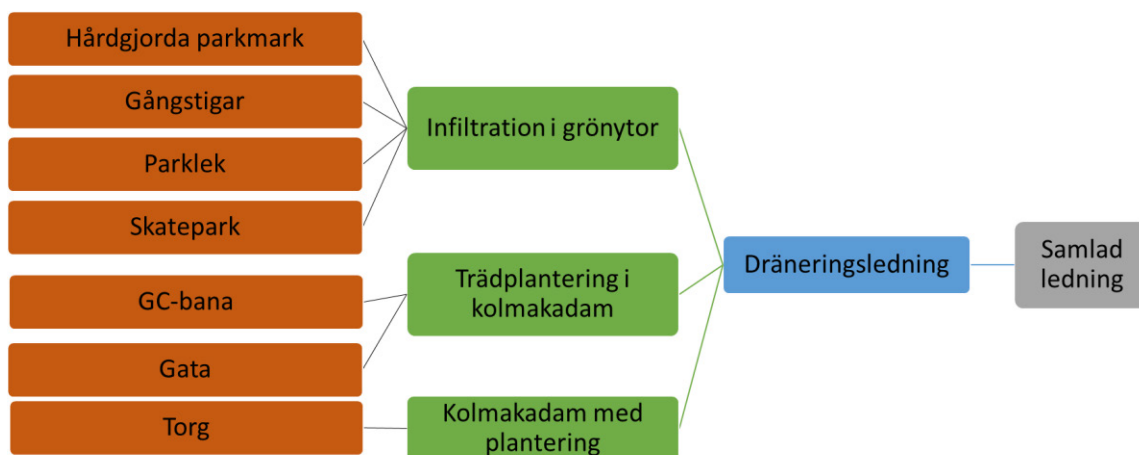 Hårdgjorda parkmark
Gångstigar
Parklek
Skatepark
GC-bana
Gata
Torg
Infiltration i grönytor
Trädplantering i
kolmakadam
Kolmakadam med
plantering
Dräneringsledning
Samlad
ledning